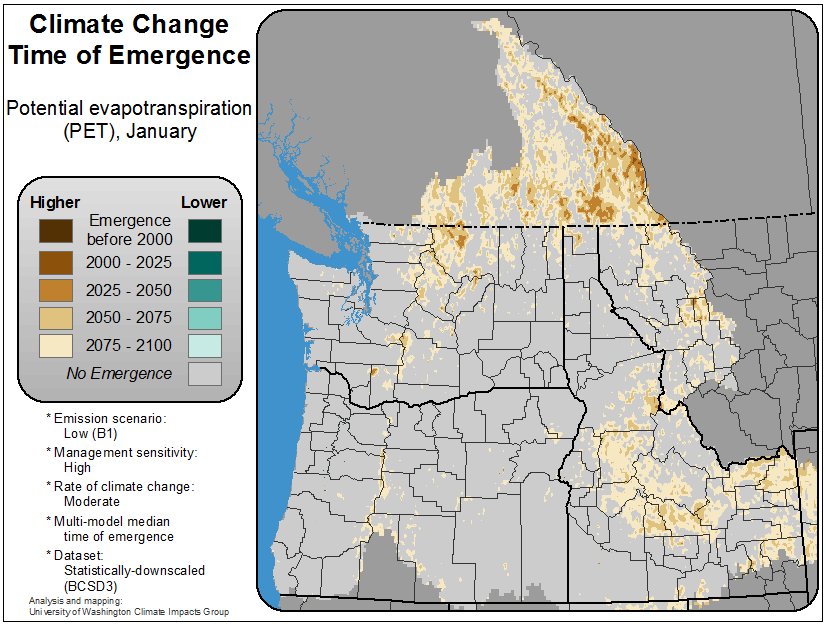 Climate Change
Time of Emergence
Potential evapotranspiration
(PET), January
Higher
Lower
Emergence
before 2000
2000 - 2025
2025 - 2050
2050 - 2075
2075 - 2100
No Emergence
* Emission scenario:
Low (B1)
* Management sensitivity:
High
* Rate of climate change:
Moderate
* Multi-model median
time of emergence
* Dataset:
Statistically-downscaled
(BCSD3)
Analysis and mapping:
University of Washington Climate Impacts Group